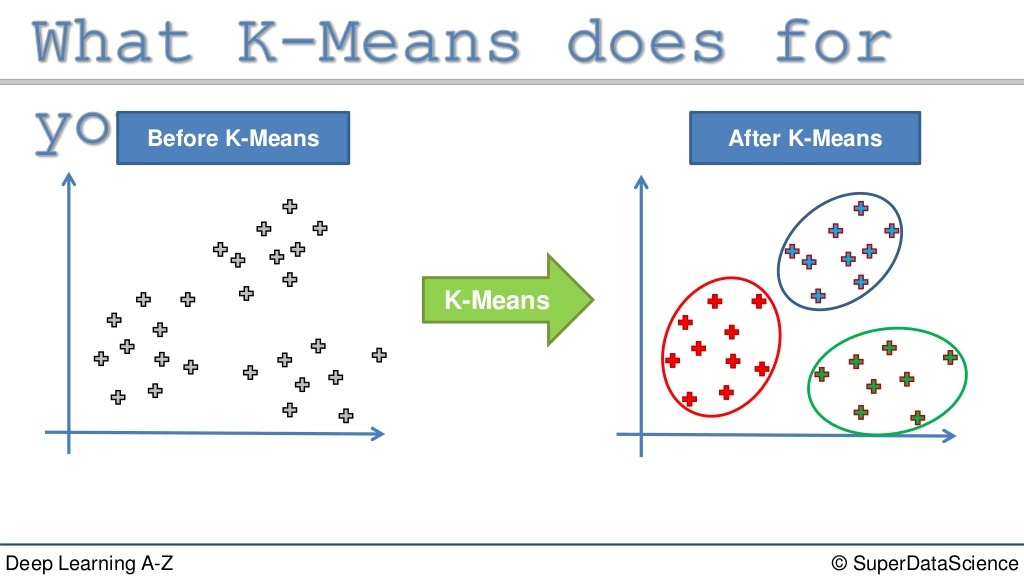 What K-Means does for
yo
Before K-Means
After K-Means
K-Means
Deep Learning A-Z
© SuperDataScience